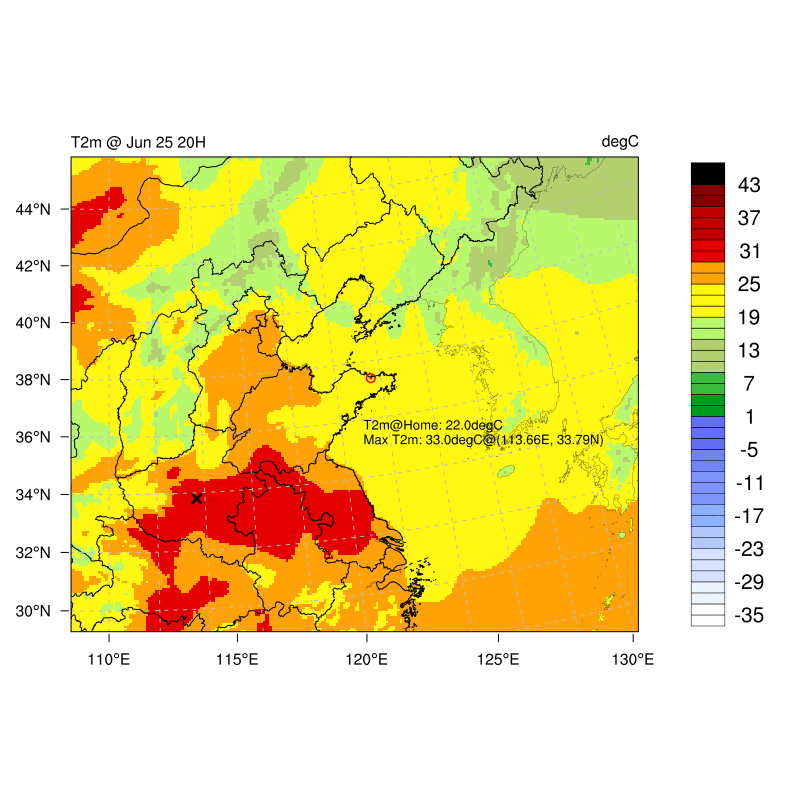 T2m @ Jun 25 20H
degC
44°N
42°N
40°N
38°N
36°N
34°N
32°N
30°N
110°E
115°E
120°E
125°E
130°E
T2m@Home: 22.0degC
Max T2m: 33.0degC@(113.66E, 33.79N)
43
37
31
25
19
13
7
1
-5
-11
-17
-23
-29
-35